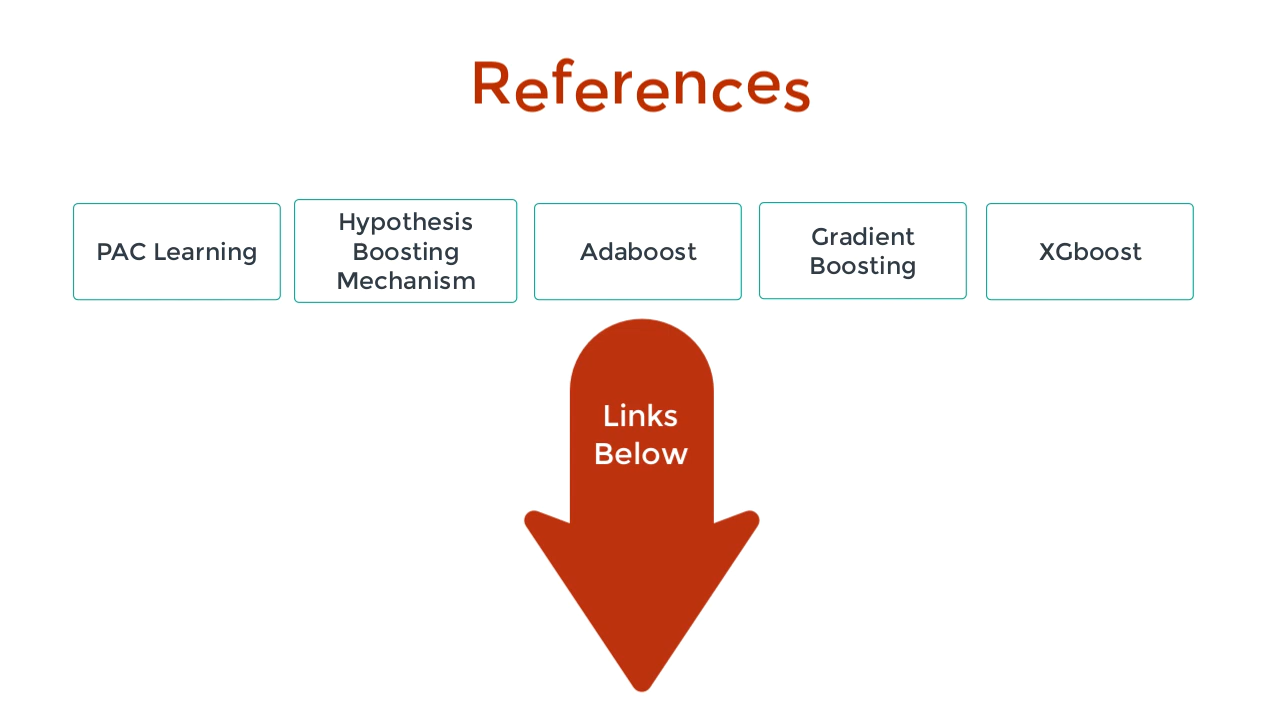 References
PAC Learning
Hypothesis
Boosting
Mechanism
Adaboost
Gradient
Boosting
XGboost
Links
Below